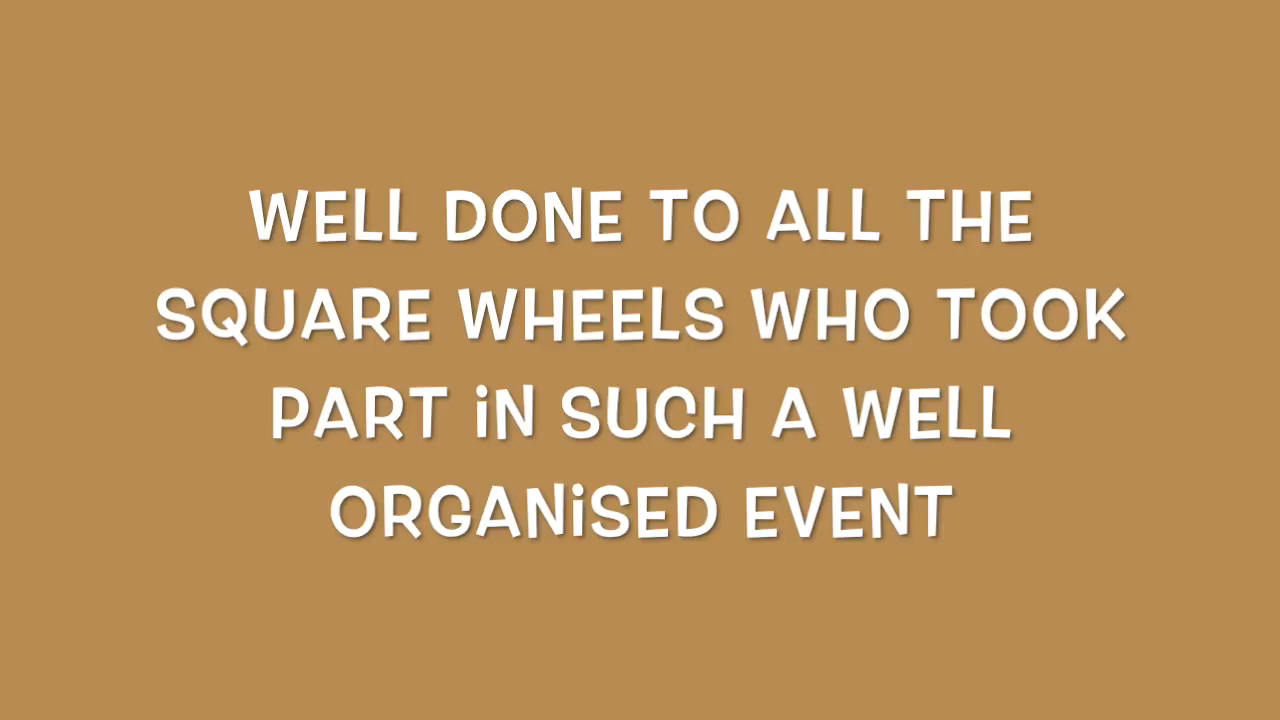 WELL DONE TO ALL THE
SQUARE WHEELS WHO TOOK
PART iN SUCH A WELL
ORGANiSED EVENT